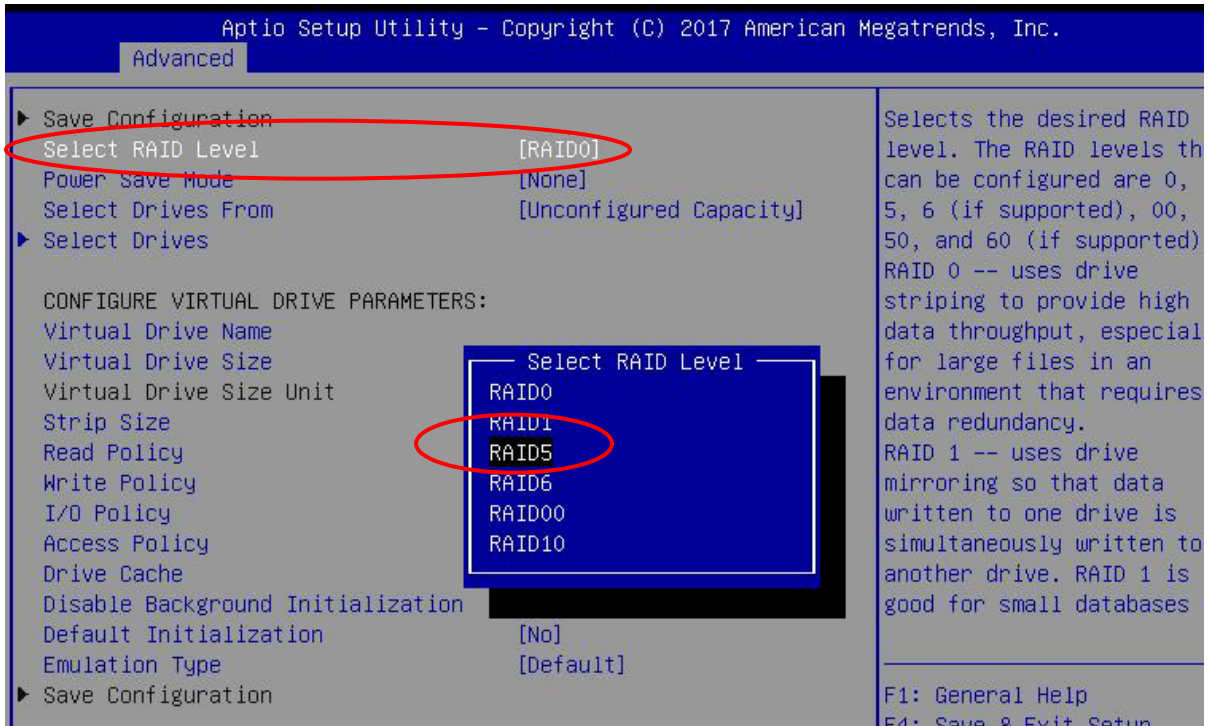 Aptio Setup Utility – Copyright (C) 2017 American Megatrends, Inc.
Advanced
Save Configuration
Select RAID Level [RAID0]
Power Save Mode [None]
Select Drives From [Unconfigured Capacity]
Select Drives
CONFIGURE VIRTUAL DRIVE PARAMETERS:
Virtual Drive Name
Virtual Drive Size
Virtual Drive Size Unit
Strip Size
Read Policy
Write Policy
I/O Policy
Access Policy
Drive Cache
Disable Background Initialization
Default Initialization [No]
Emulation Type [Default]
Save Configuration
Select RAID Level
RAID0
RAID1
RAID5
RAID6
RAID00
RAID10
Selects the desired RAID
level. The RAID levels th
can be configured are 0,
5, 6 (if supported), 00,
50, and 60 (if supported)
RAID 0 -- uses drive
striping to provide high
data throughput, especial
for large files in an
environment that requires
data redundancy.
RAID 1 -- uses drive
mirroring so that data
written to one drive is
simultaneously written to
another drive. RAID 1 is
good for small databases
F1: General Help
F4: Save & Exit Setup